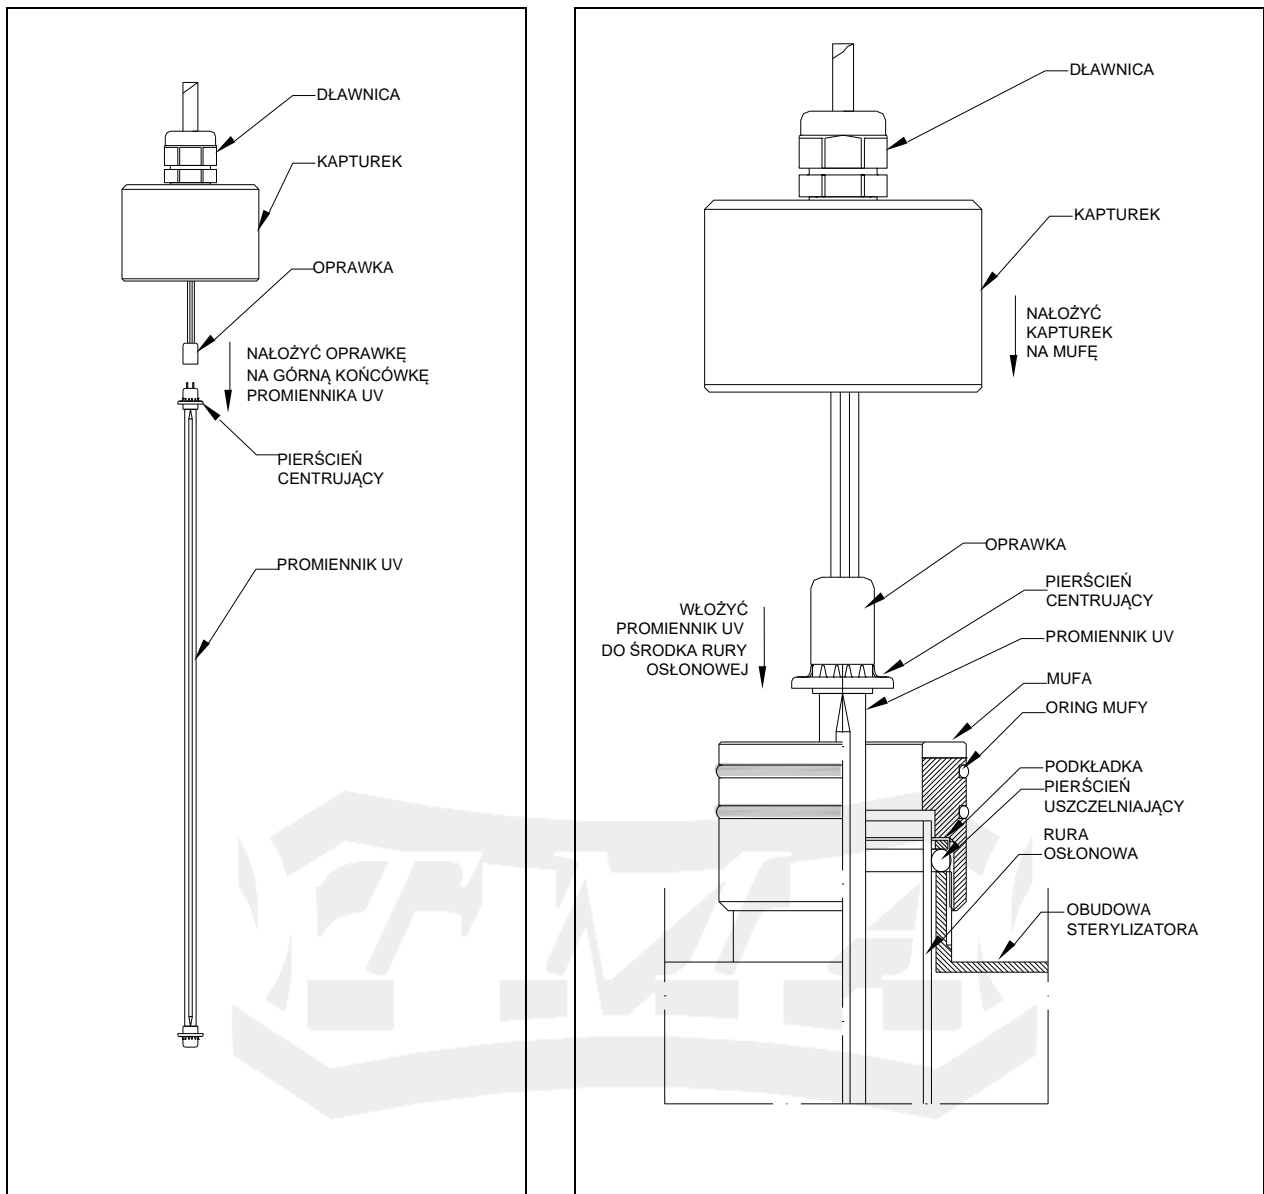 DŁAWNICA
KAPTUREK
OPRAWKA
NAŁOŻYĆ OPRAWKĘ
NA GÓRNĄ KOŃCÓWKĘ
PROMIENNIKA UV
PIERŚCIEŃ
CENTRUJĄCY
PROMIENNIK UV
DŁAWNICA
KAPTUREK
NAŁOŻYĆ
KAPTUREK
NA MUFĘ
OPRAWKA
PIERŚCIEŃ
CENTRUJĄCY
WŁOŻYĆ
PROMIENNIK UV
DO ŚRODKA RURY
OSŁONOWEJ
PROMIENNIK UV
MUFA
ORING MUFY
PODKŁADKA
PIERŚCIEŃ
USZCZELNIAJĄCY
RURA
OSŁONOWA
OBUDOWA
STERYLIZATORA
TMA